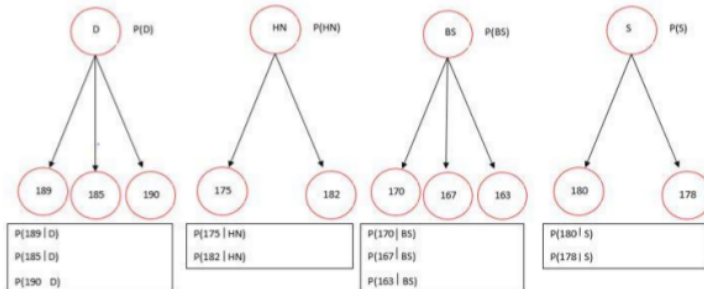 D P(D) HN P(HN) BS P(BS) S P(S)
189 185 190 175 182 170 167 163 180 178
P(189|D) P(175|HN) P(170|BS) P(180|S)
P(185|D) P(182|HN) P(167|BS) P(178|S)
P(190 D) P(163|BS)